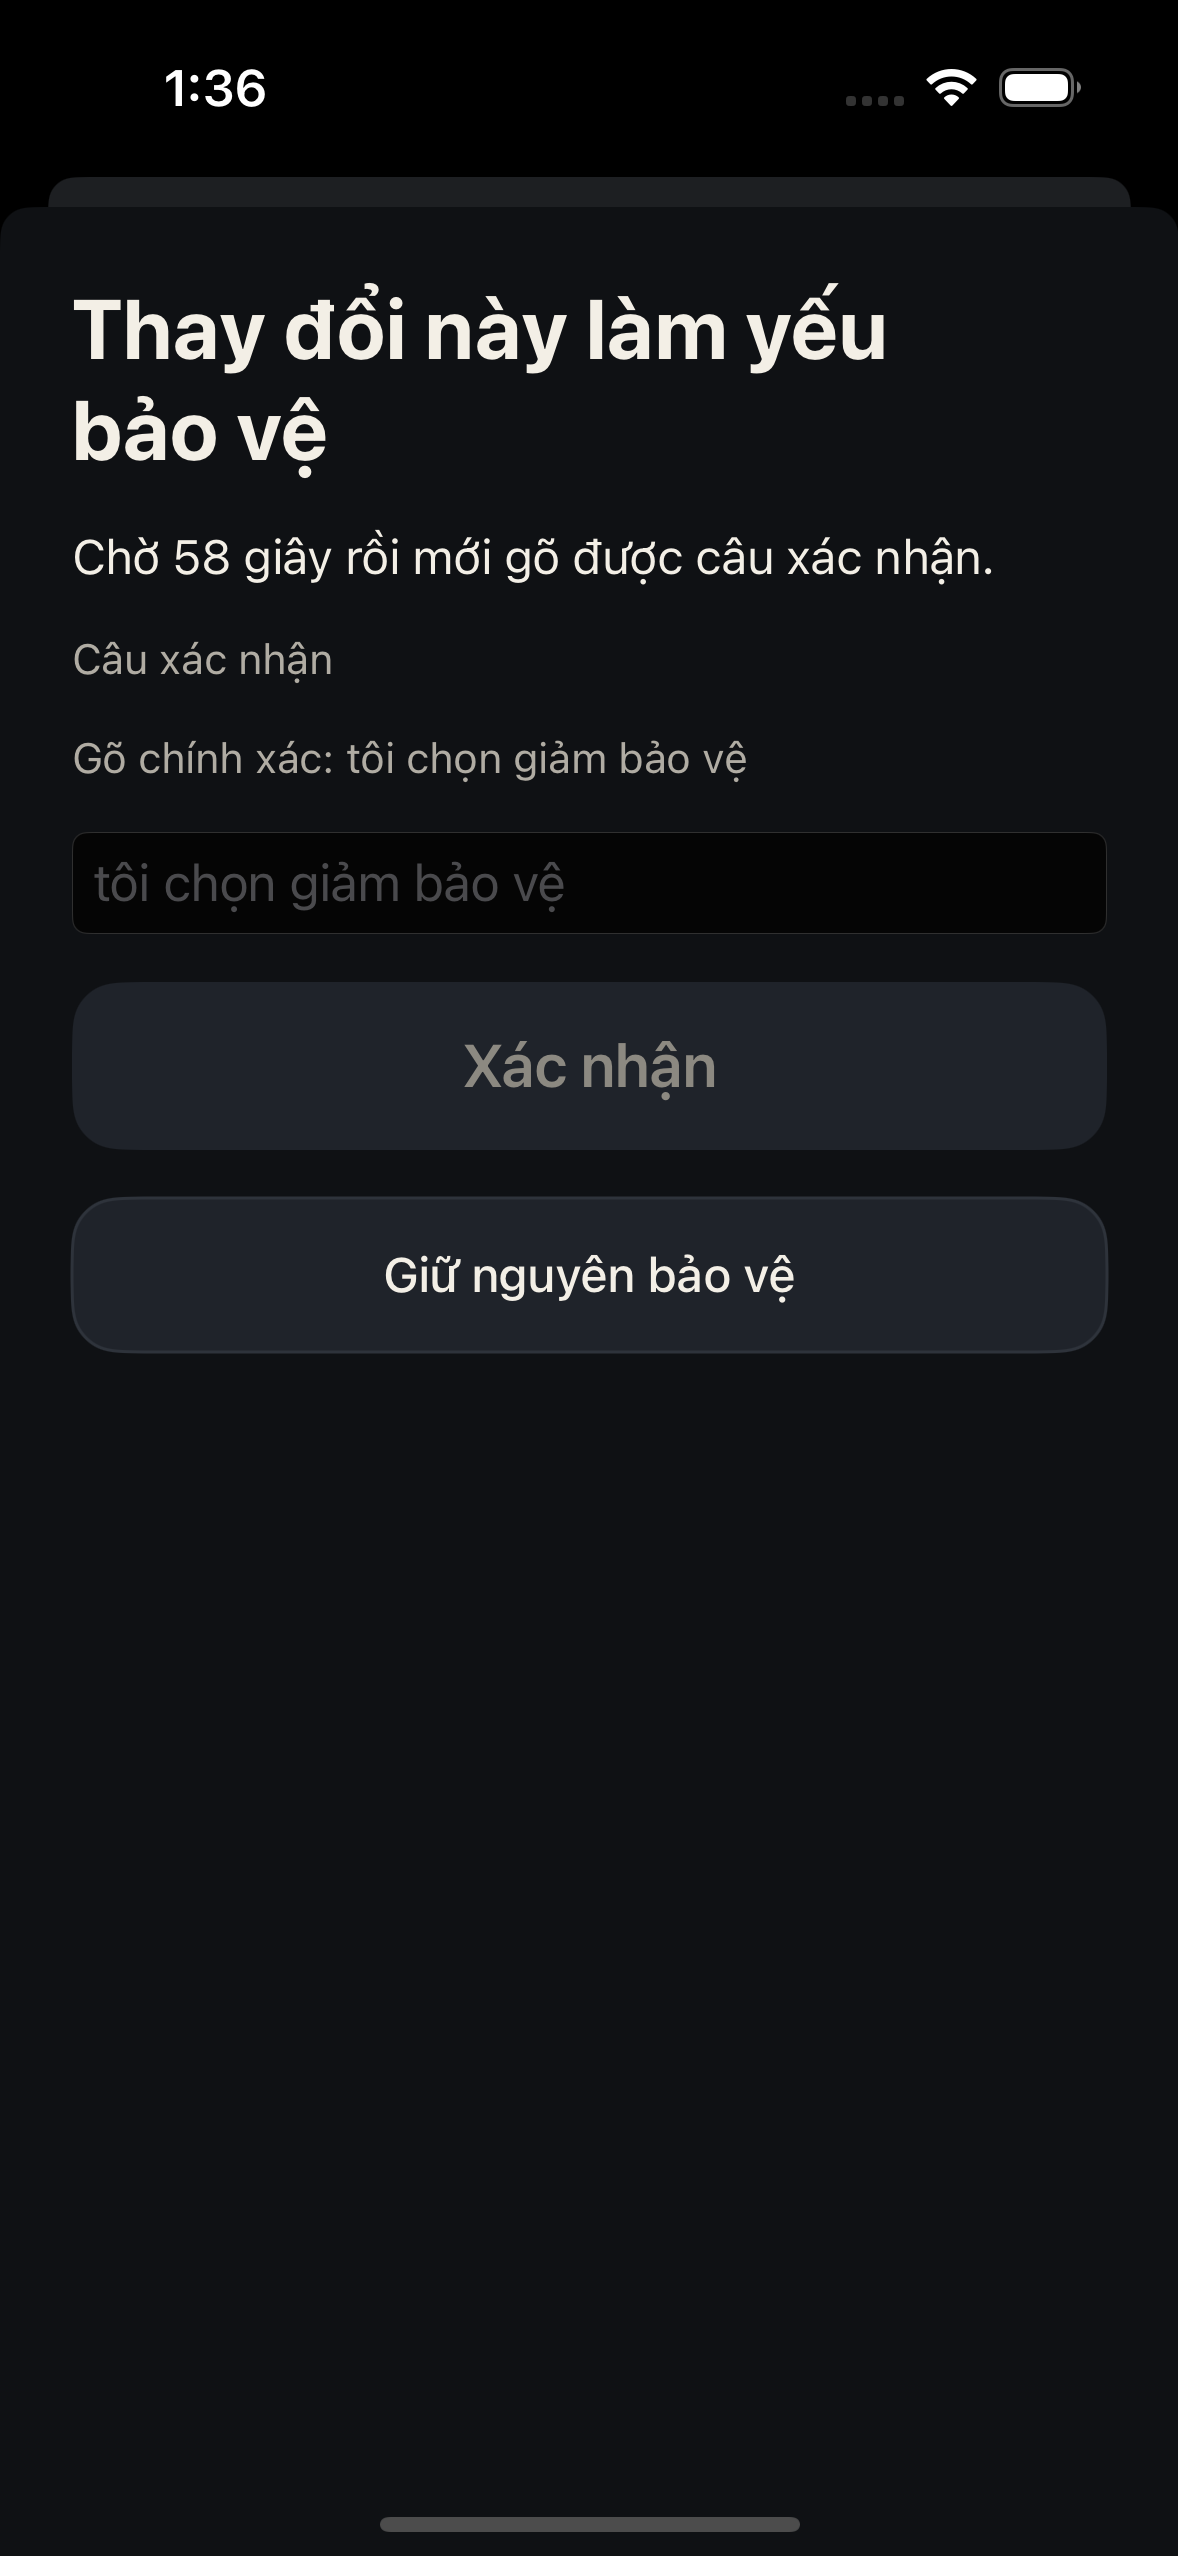 1:36
Thay đổi này làm yếu
bảo vệ
Chờ 58 giây rồi mới gõ được câu xác nhận.
Câu xác nhận
Gõ chính xác: tôi chọn giảm bảo vệ
tôi chọn giảm bảo vệ
Xác nhận
Giữ nguyên bảo vệ